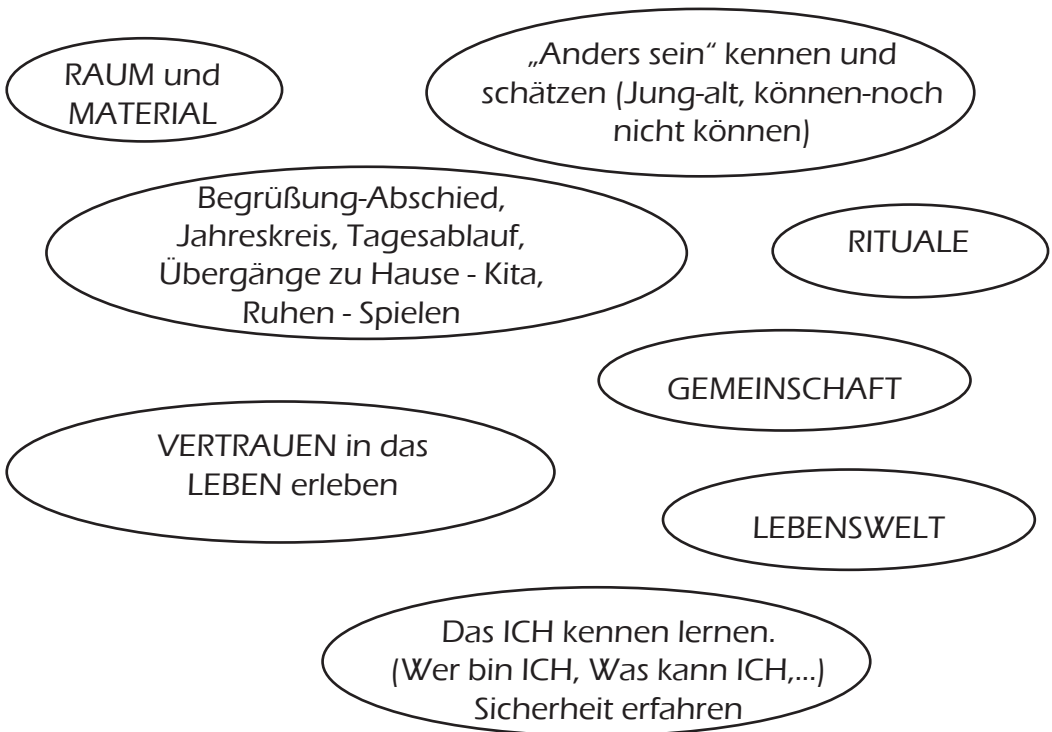 RAUM und
MATERIAL
„Anders sein“ kennen und
schätzen (Jung-alt, können-noch
nicht können)
Begrüßung-Abschied,
Jahreskreis, Tagesablauf,
Übergänge zu Hause - Kita,
Ruhen - Spielen
RITUALE
GEMEINSCHAFT
VERTRAUEN in das
LEBEN erleben
LEBENSWELT
Das ICH kennen lernen.
(Wer bin ICH, Was kann ICH,...)
Sicherheit erfahren